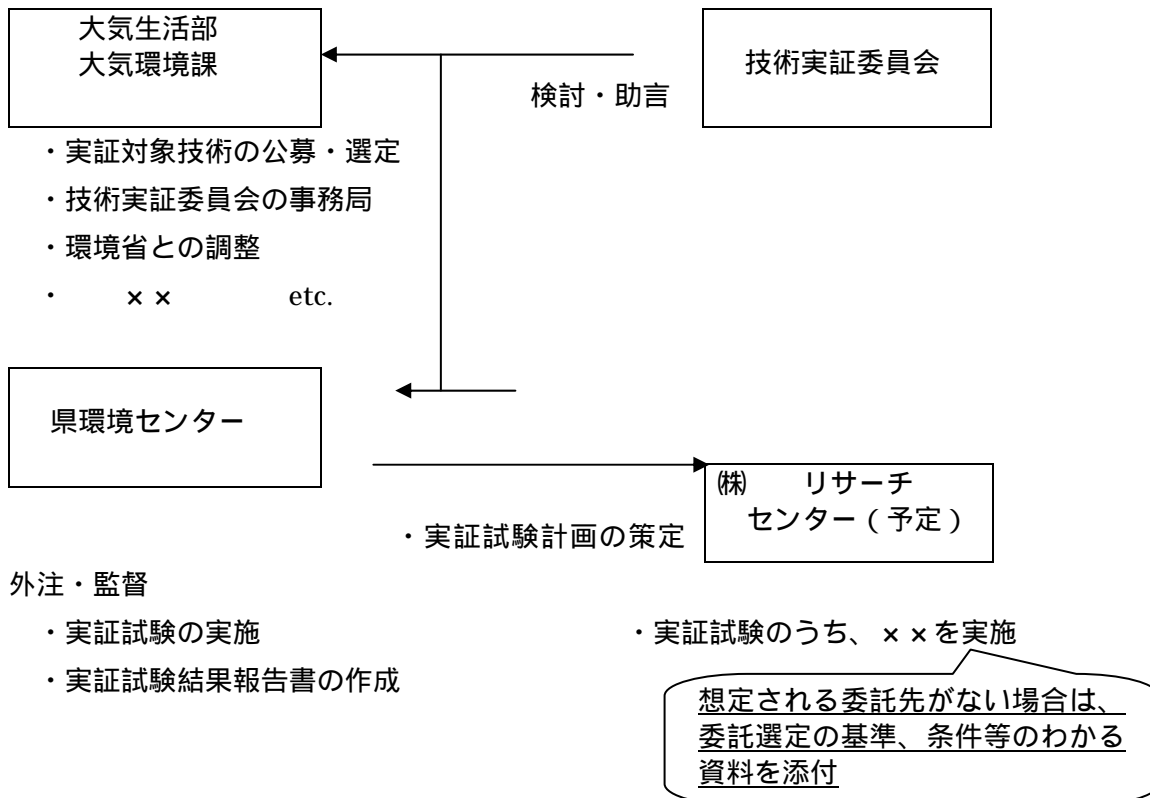 大気生活部
大気環境課
技術実証委員会
検討・助言
・実証対象技術の公募・選定
・技術実証委員会の事務局
・環境省との調整
・　××　etc.
県環境センター
㈱　リサーチ
センター（予定）
・実証試験計画の策定
外注・監督
・実証試験の実施
・実証試験結果報告書の作成
・実証試験のうち、××を実施
想定される委託先がない場合は、
委託選定の基準、条件等のわかる
資料を添付